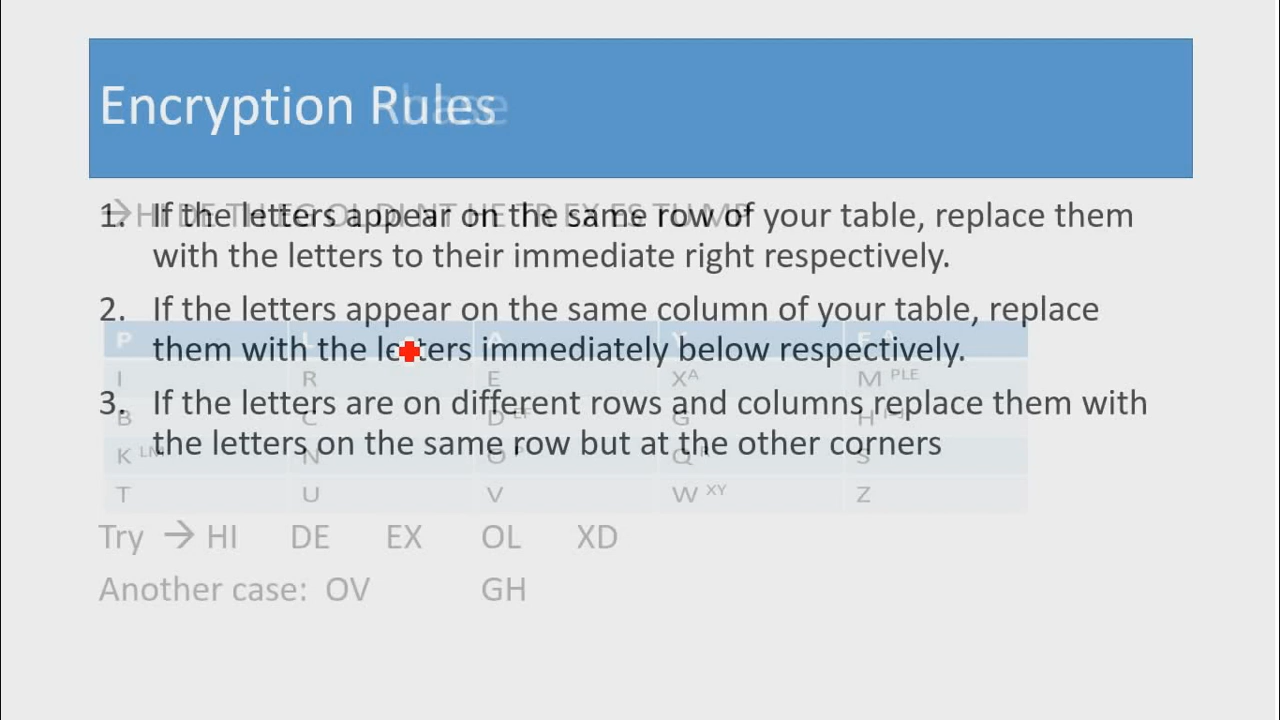 Encryption Rules
1. If the letters appear on the same row of your table, replace them
with the letters to their immediate right respectively.
2. If the letters appear on the same column of your table, replace
them with the letters immediately below respectively.
3. If the letters are on different rows and columns replace them with
the letters on the same row but at the other corners
P L A Y
I R E X A M PLE
B C D EF G H
K LM N O P Q R S
T U V W XY Z
Try → HI DE EX OL XD
Another case: OV GH